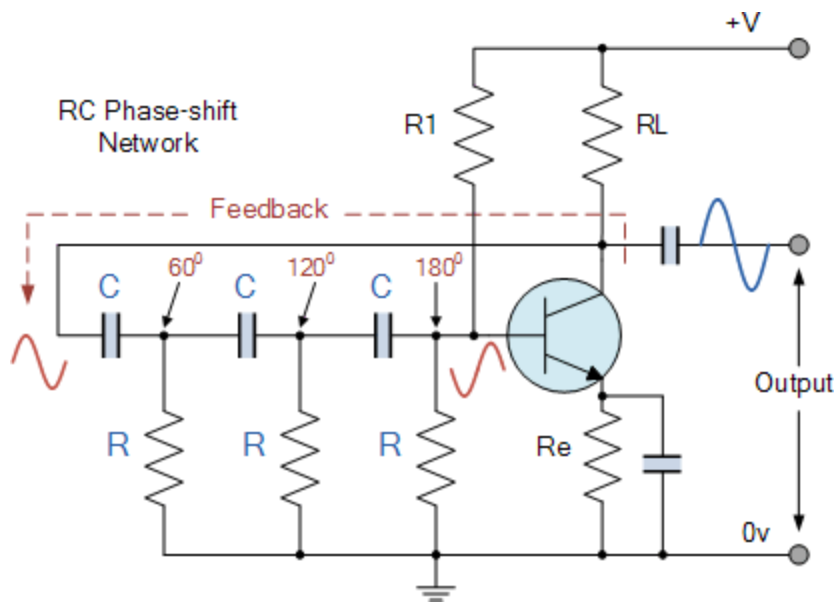 +V
RC Phase-shift
Network
R1
RL
Feedback
60⁰
120⁰
180⁰
C
C
C
Output
R
R
R
Re
0v